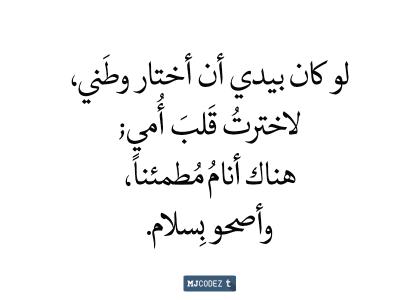 لو كان بيدي أن أختار وطَني،
لاخترتُ قَلبَ أُمي;
هناك أنامُ مُطمئناً،
وأصحو بِسلام.
MJCODEZ t